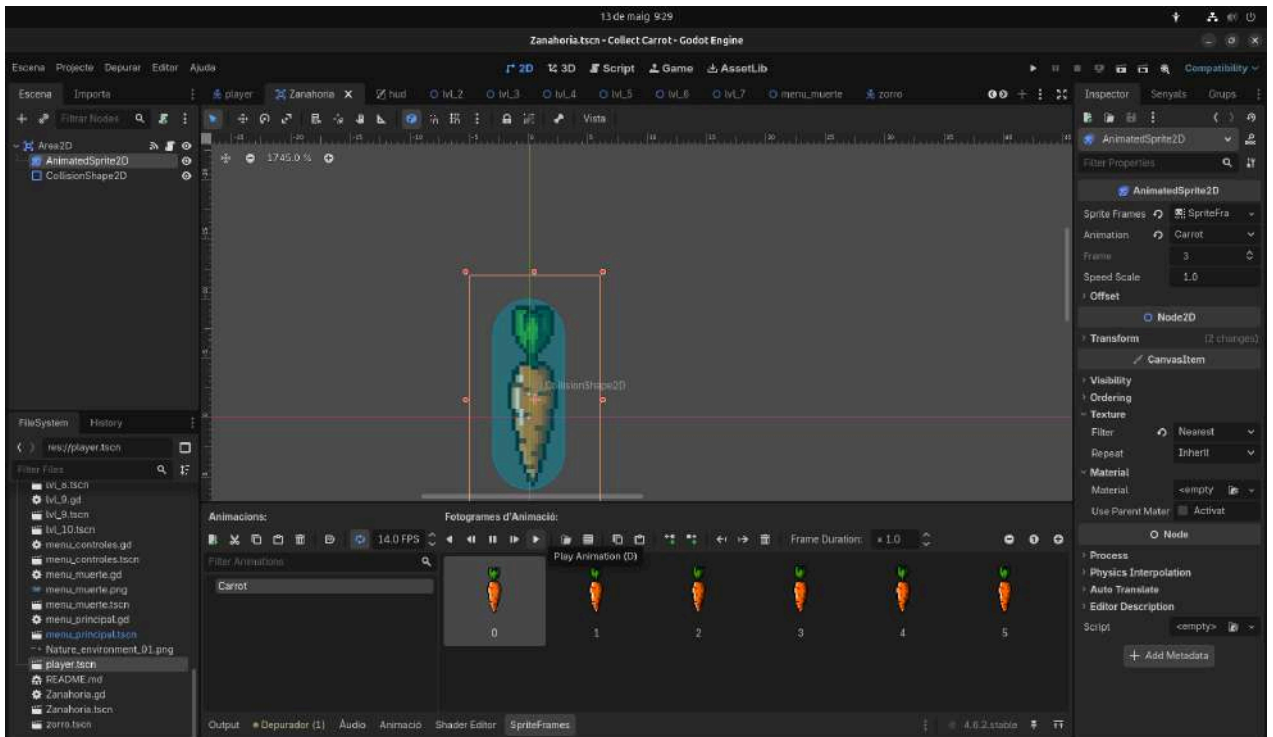 13 de maig 9:29
Zanahoria.tscn - Collect Carrot - Godot Engine
Escena Projecte Depurar Editor Ajuda
2D 3D Script Game AssetLib
Compatibility
Escena Importa
player Zanahoria hud lvl_2 lvl_3 lvl_4 lvl_5 lvl_6 lvl_7 menu_muerte zorro
Inspector Senyals Grups
Filtrar Nodes
Vista
Area2D
AnimatedSprite2D
CollisionShape2D
1745.0 %
CollisionShape2D
AnimatedSprite2D
Filter Properties
AnimatedSprite2D
Sprite Frames SpriteFra
Animation Carrot
Frame 3
Speed Scale 1.0
Offset
Node2D
Transform (2 changes)
CanvasItem
Visibility
Ordering
Texture
Filter Nearest
Repeat Inherit
Material
Material <empty
Use Parent Mater Activat
Node
Process
Physics Interpolation
Auto Translate
Editor Description
Script <empty>
Add Metadata
FileSystem History
res://player.tscn
Filter Files
lvl_8.tscn
lvl_9.gd
lvl_9.tscn
lvl_10.tscn
menu_controles.gd
menu_controles.tscn
menu_muerte.gd
menu_muerte.png
menu_muerte.tscn
menu_principal.gd
menu_principal.tscn
Nature_environment_01.png
player.tscn
README.md
Zanahoria.gd
Zanahoria.tscn
zorro.tscn
Animacions: Fotogrames d'Animació:
14.0 FPS
Frame Duration: x 1.0
Filter Animations
Play Animation (D)
Carrot
0 1 2 3 4 5
Output Depurador (1) Àudio Animació Shader Editor SpriteFrames
4.6.2.stable